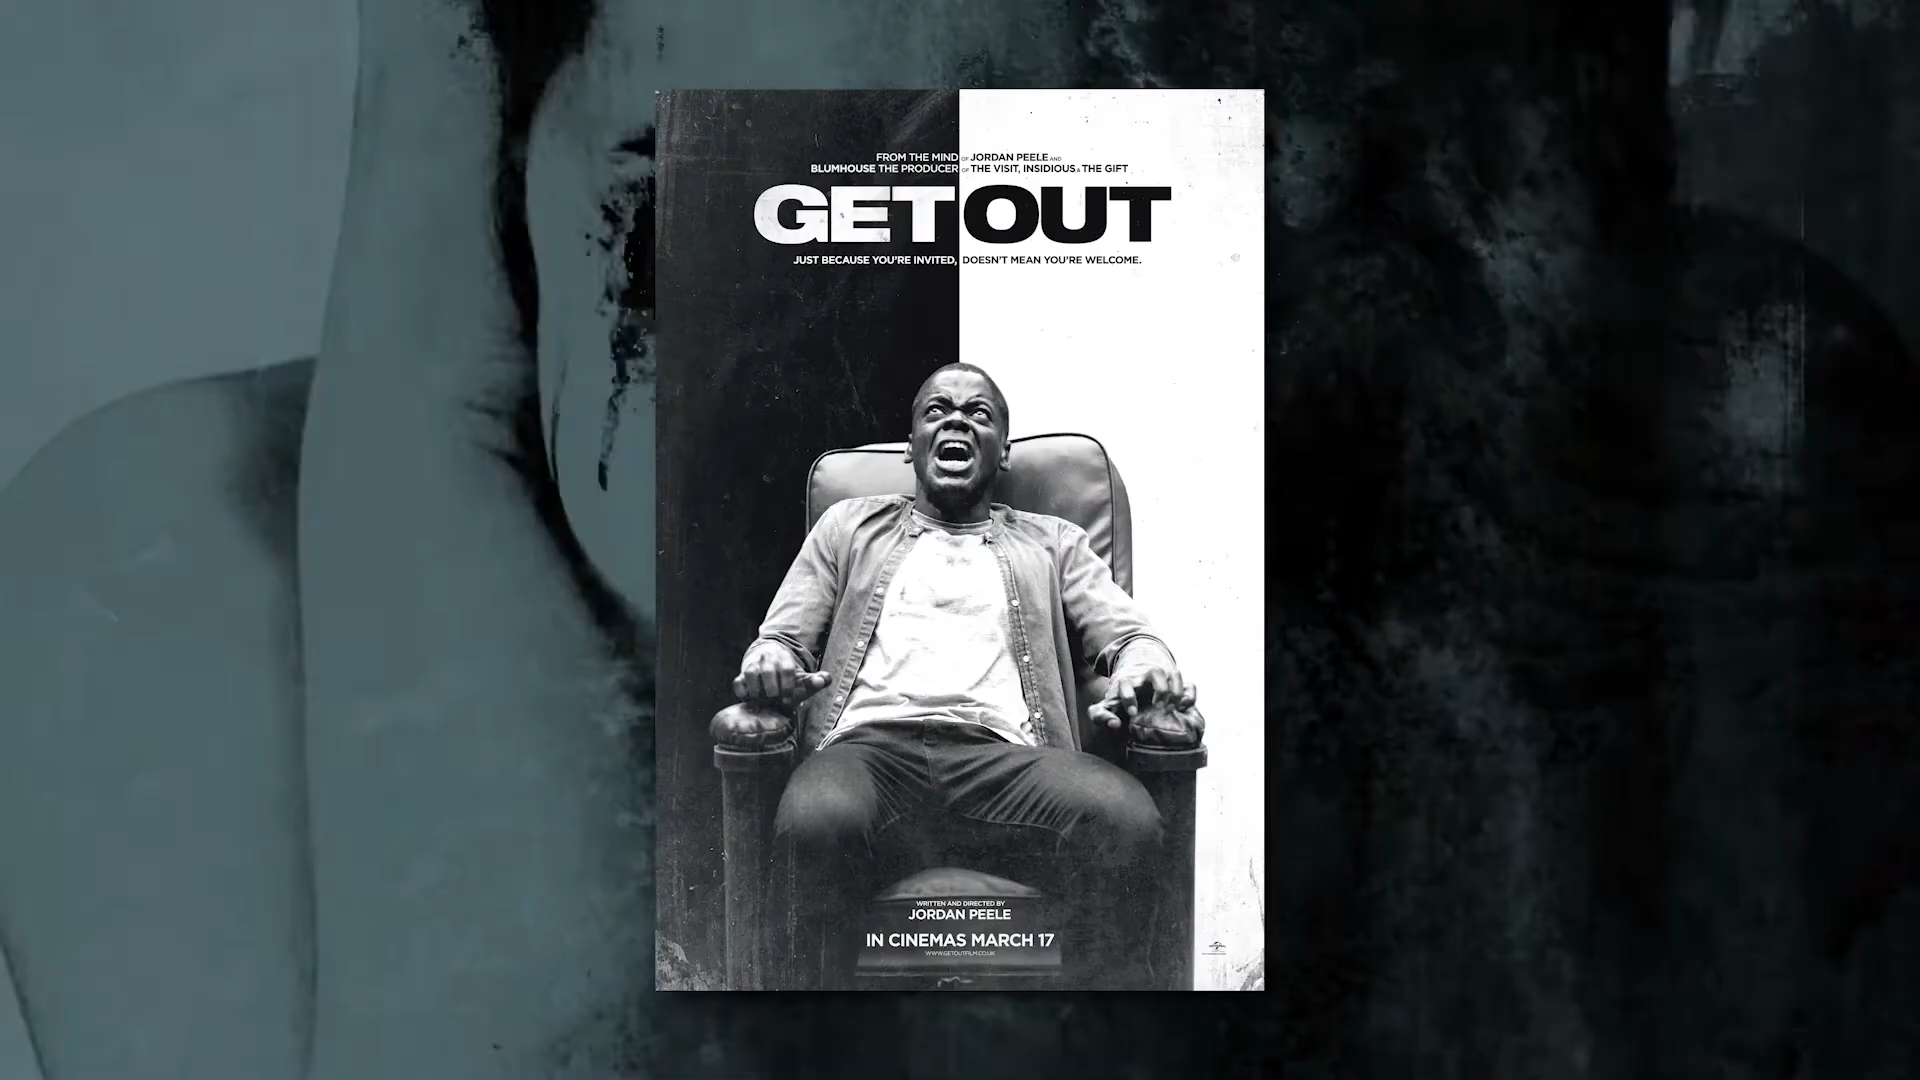 FROM THE MIND OF JORDAN PEELE AND
BLUMHOUSE THE PRODUCER OF THE VISIT, INSIDIOUS & THE GIFT
GET OUT
JUST BECAUSE YOU'RE INVITED, DOESN'T MEAN YOU'RE WELCOME.
WRITTEN AND DIRECTED BY
JORDAN PEELE
IN CINEMAS MARCH 17
WWW.GETOUTFILM.CO.UK